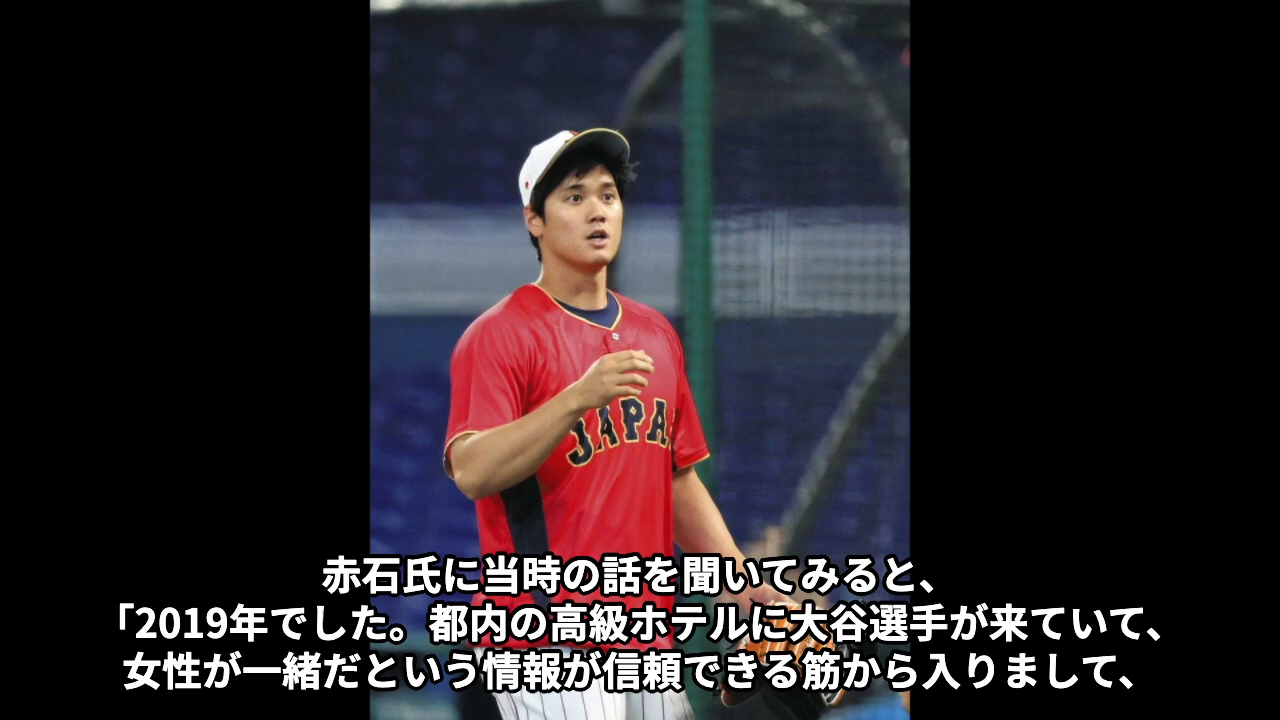 JAPA
赤石氏に当時の話を聞いてみると、
「2019年でした。都内の高級ホテルに大谷選手が来ていて、
女性が一緒だという情報が信頼できる筋から入りまして、